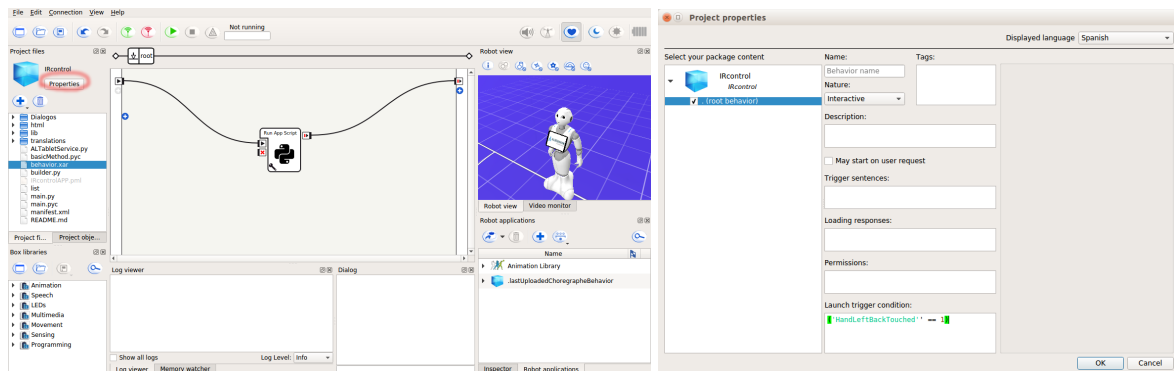 File Edit Connection View Help
Not running
Project files
IRcontrol
Properties
Dialogos
html
lib
translations
ALTabletService.py
basicMethod.pyc
behavior.xar
builder.py
IRcontrolAPP.pml
list
main.py
main.pyc
manifest.xml
README.md
Project fi... Project obje...
Box libraries
Animation
Speech
LEDs
Multimedia
Movement
Sensing
Programming
root
Run App Script
Log viewer
Show all logs
Log Level: Info
Log viewer Memory watcher
Dialog
Robot view
Robot view Video monitor
Robot applications
Name
Animation Library
.lastUploadedChoregrapheBehavior
Inspector Robot applications
Project properties
Displayed language Spanish
Select your package content
IRcontrol
IRcontrol
. (root behavior)
Name:
Behavior name
Nature:
Interactive
Description:
May start on user request
Trigger sentences:
Loading responses:
Permissions:
Launch trigger condition:
('HandLeftBackTouched'' == 1)
Tags:
OK Cancel